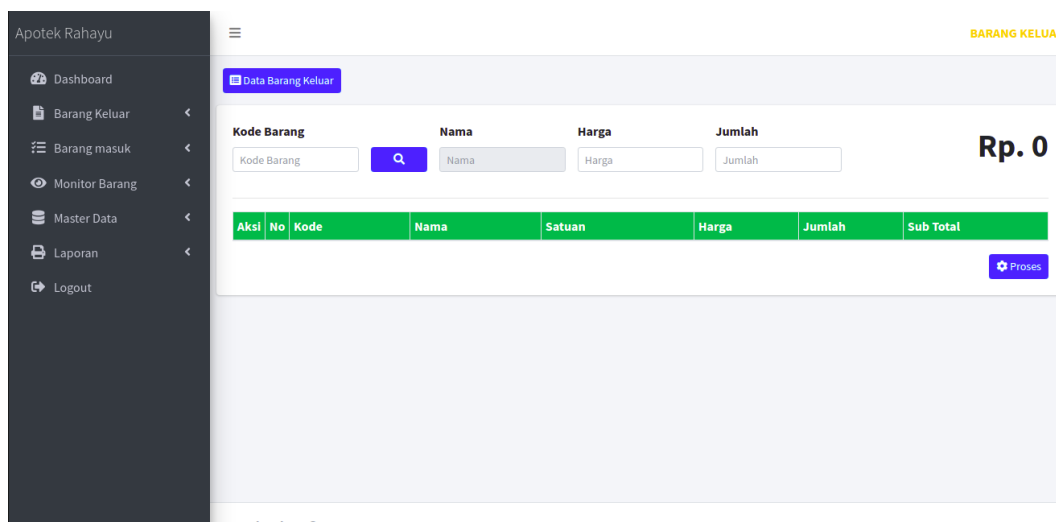 Apotek Rahayu
BARANG KELUA
Dashboard
Data Barang Keluar
Barang Keluar
Barang masuk
Monitor Barang
Master Data
Laporan
Logout
Kode Barang Nama Harga Jumlah
Kode Barang Nama Harga Jumlah
Rp. 0
Aksi No Kode Nama Satuan Harga Jumlah Sub Total
Proses